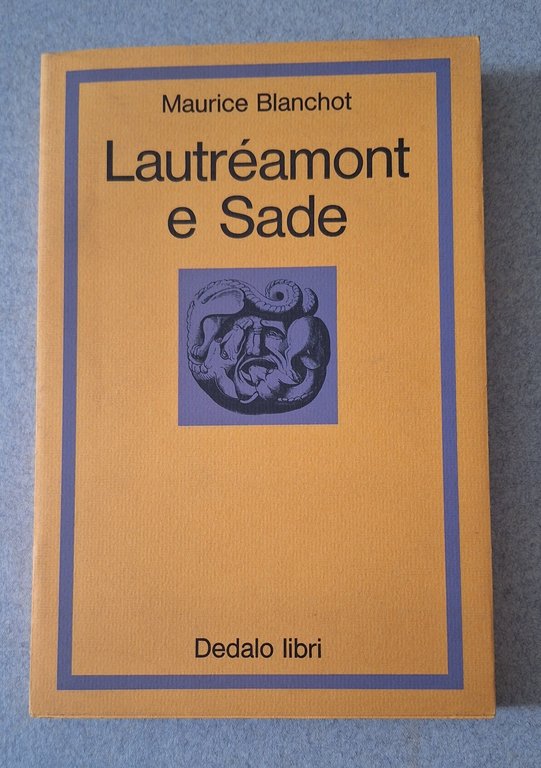 Maurice Blanchot
Lautréamont
e Sade
Dedalo libri